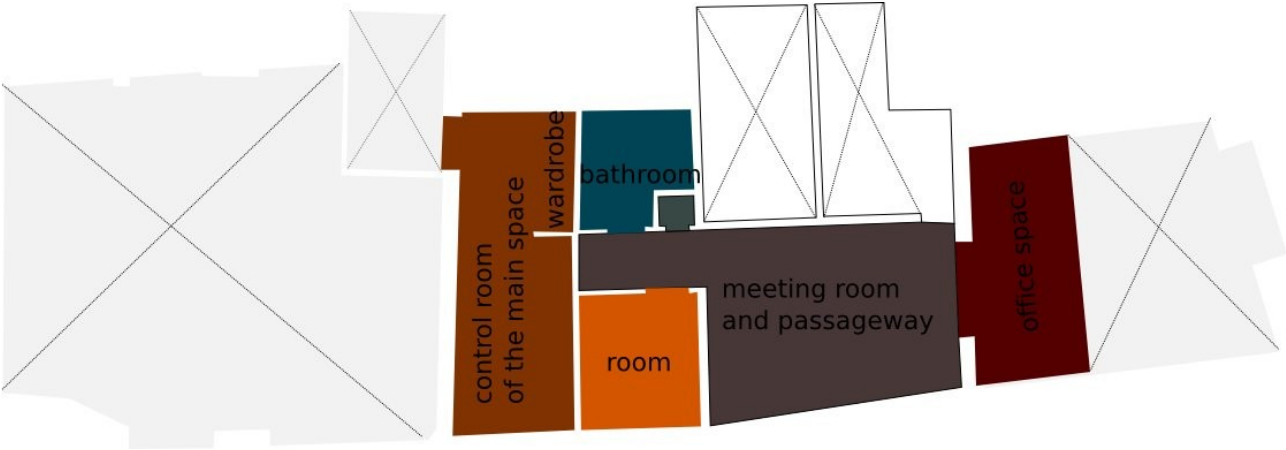 control room
of the main space
wardrobe
bathroom
room
meeting room
and passageway
office space